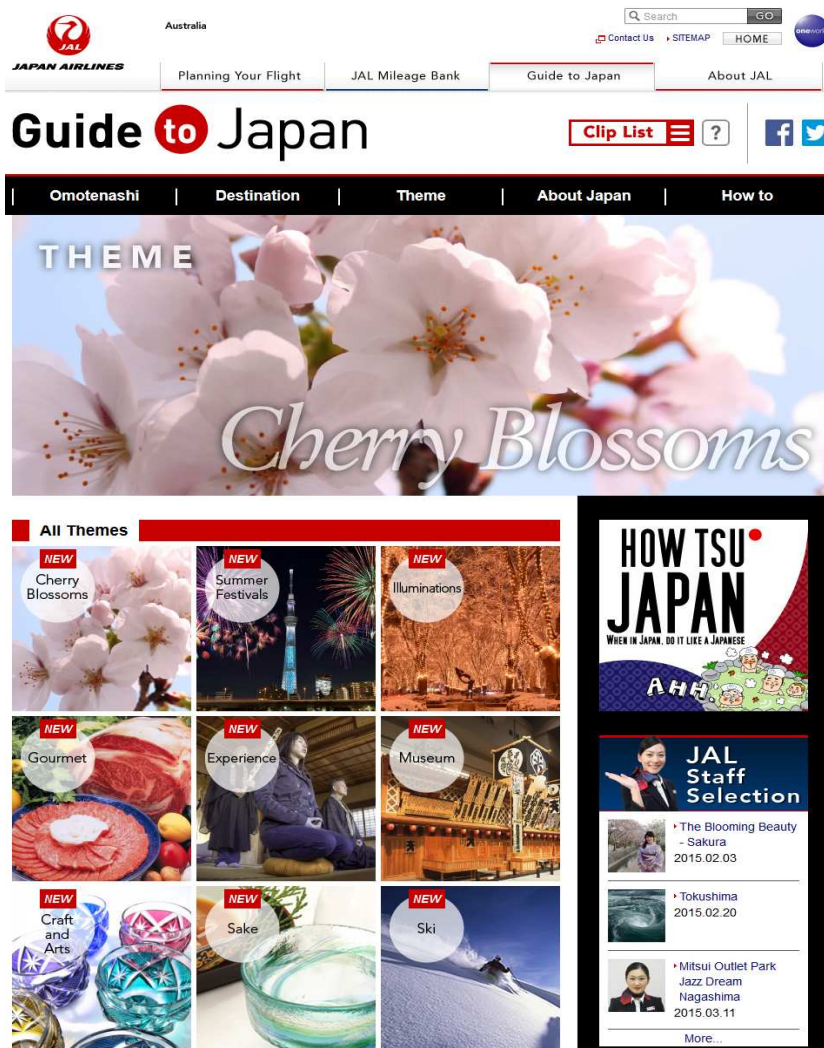 Australia
Search GO
Contact Us SITEMAP HOME
JAL
JAPAN AIRLINES
Planning Your Flight JAL Mileage Bank Guide to Japan About JAL
Guide to Japan
Clip List ?
Omotenashi Destination Theme About Japan How to
THEME
Cherry Blossoms
All Themes
NEW
Cherry
Blossoms
NEW
Summer
Festivals
NEW
Illuminations
NEW
Gourmet
NEW
Experience
NEW
Museum
NEW
Craft
and
Arts
NEW
Sake
NEW
Ski
HOW TSU
JAPAN
WHEN IN JAPAN, DO IT LIKE A JAPANESE
AHH..
JAL
Staff
Selection
The Blooming Beauty
- Sakura
2015.02.03
Tokushima
2015.02.20
Mitsui Outlet Park
Jazz Dream
Nagashima
2015.03.11
More...